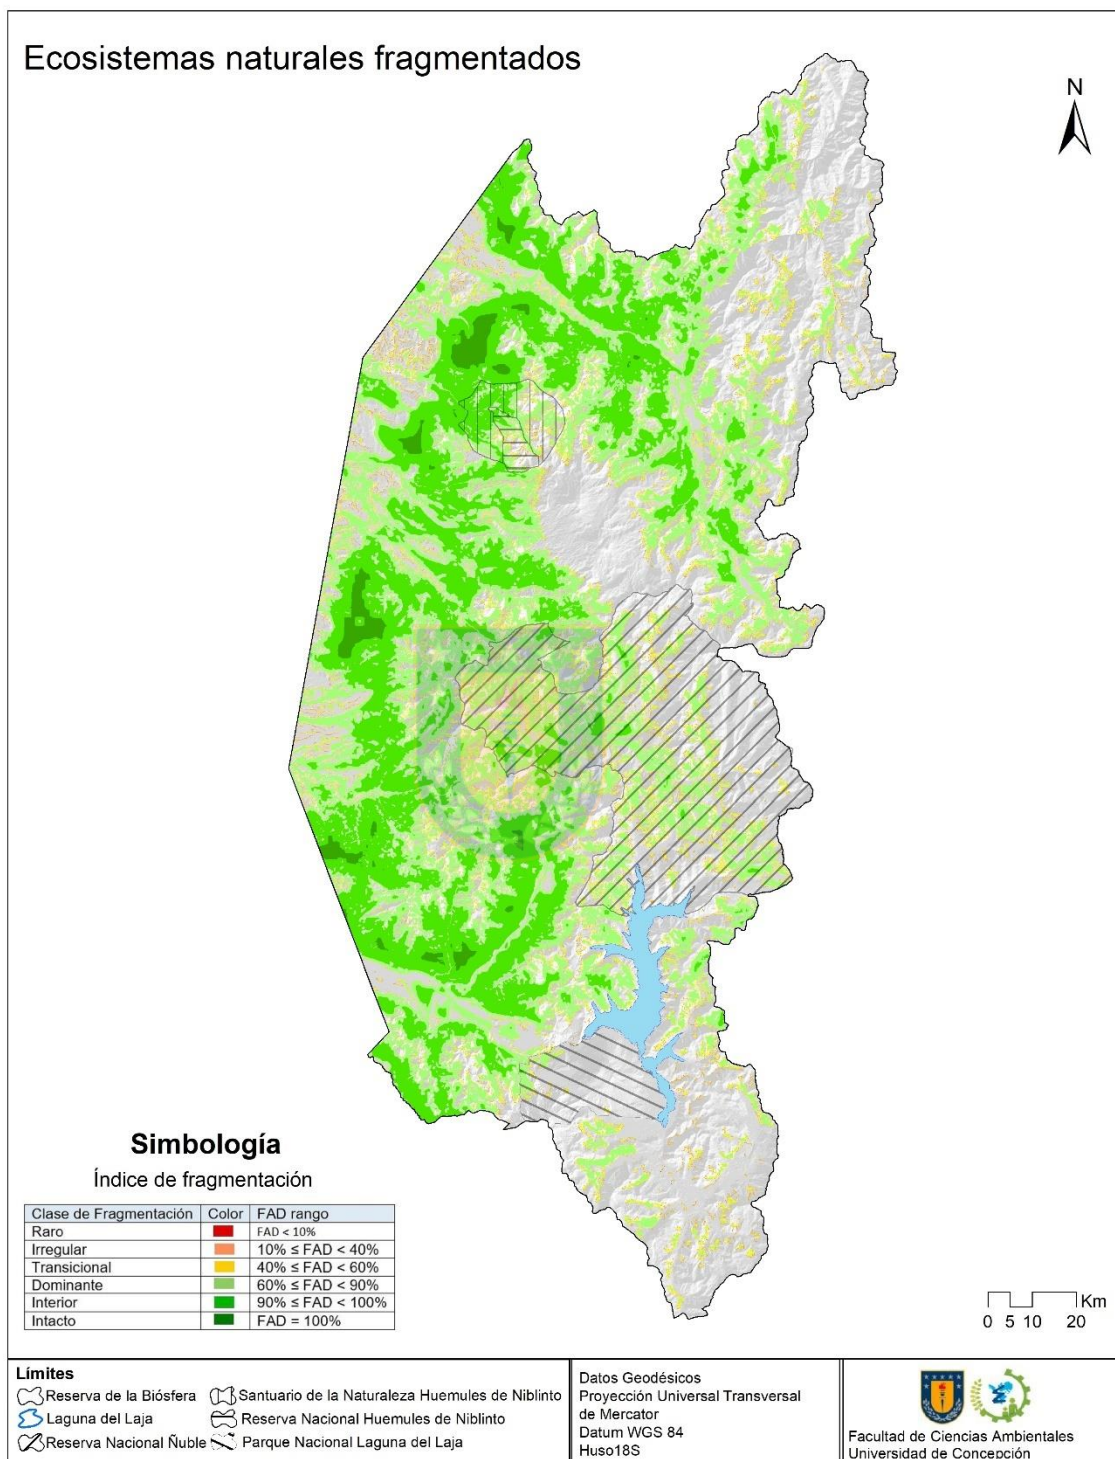 Ecosistemas naturales fragmentados
N
Simbología
Índice de fragmentación
Clase de Fragmentación Color FAD rango
Raro FAD < 10%
Irregular 10% ≤ FAD < 40%
Transicional 40% ≤ FAD < 60%
Dominante 60% ≤ FAD < 90%
Interior 90% ≤ FAD < 100%
Intacto FAD = 100%
Km
0 5 10 20
Límites
Reserva de la Biósfera Santuario de la Naturaleza Huemules de Niblinto
Laguna del Laja Reserva Nacional Huemules de Niblinto
Reserva Nacional Ñuble Parque Nacional Laguna del Laja
Datos Geodésicos
Proyección Universal Transversal
de Mercator
Datum WGS 84
Huso18S
Facultad de Ciencias Ambientales
Universidad de Concepción